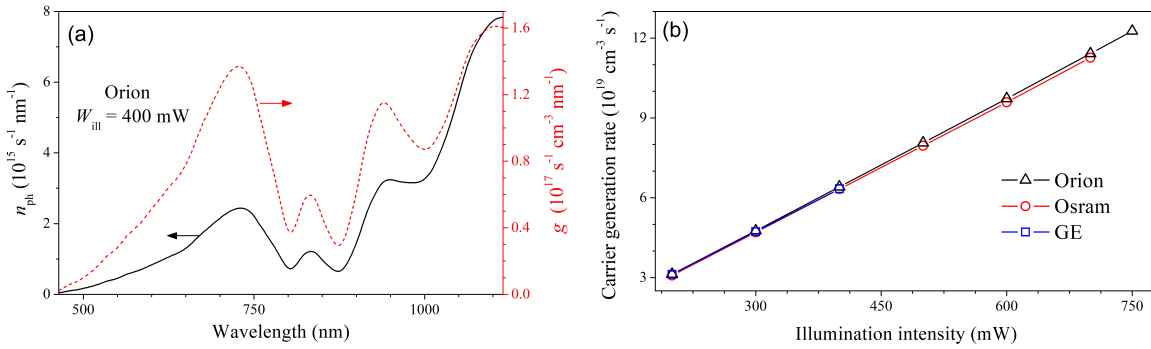 (a)
Orion
W_ill = 400 mW
n_ph (10^15 s^-1 nm^-1)
8
6
4
2
0
500
750
1000
Wavelength (nm)
1.6
1.2
0.8
0.4
0.0
g (10^17 s^-1 cm^-3 nm^-1)
(b)
Carrier generation rate (10^19 cm^-3 s^-1)
12
9
6
3
Orion
Osram
GE
300
450
600
750
Illumination intensity (mW)